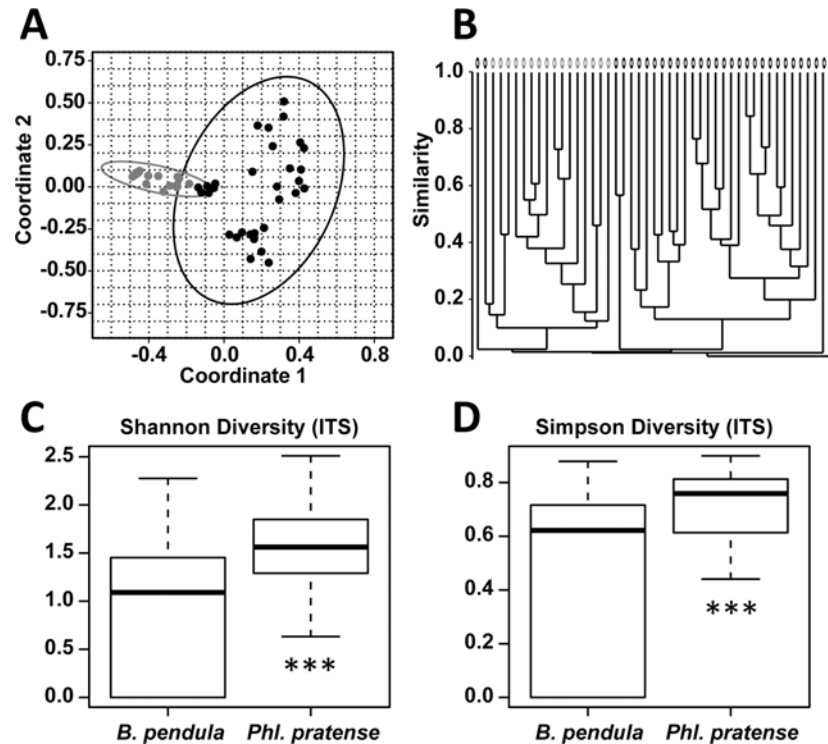 A
B
0.75
0.50
0.25
0.00
-0.25
-0.50
-0.75
Coordinate 2
-0.4
0.0
0.4
0.8
Coordinate 1
1.0
0.8
0.6
0.4
0.2
0.0
Similarity
C
Shannon Diversity (ITS)
2.5
2.0
1.5
1.0
0.5
0.0
***
B. pendula
Phl. pratense
D
Simpson Diversity (ITS)
0.8
0.6
0.4
0.2
0.0
***
B. pendula
Phl. pratense